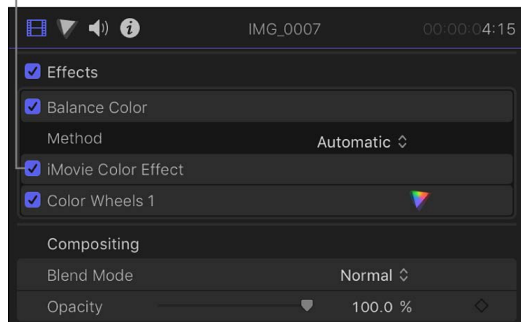 IMG_0007 00:00:04:15
Effects
Balance Color
Method Automatic
iMovie Color Effect
Color Wheels 1
Compositing
Blend Mode Normal
Opacity 100.0 %